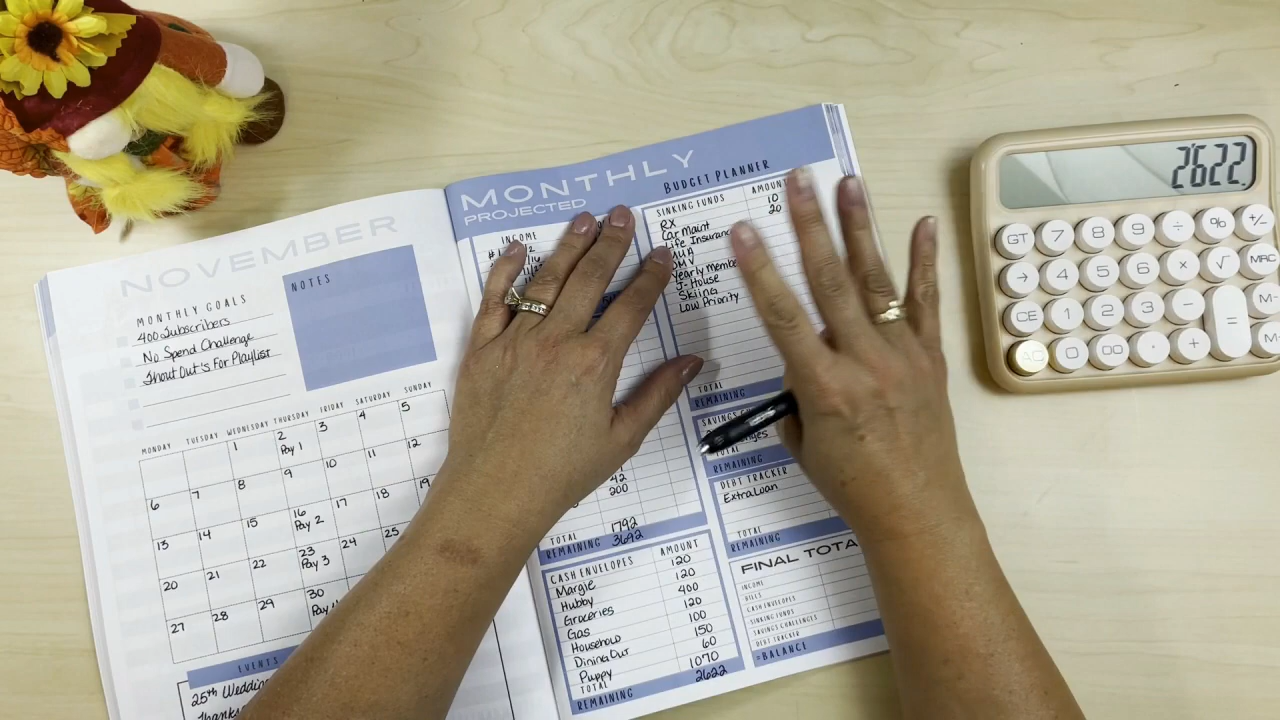 NOVEMBER
MONTHLY GOALS
400 Subscribers
No Spend Challenge
Shout Out's For Playlist
NOTES
MONDAY TUESDAY WEDNESDAY THURSDAY FRIDAY SATURDAY SUNDAY
1 2 3 4 5
Pay 1
6 7 8 9 10 11 12
13 14 15 16 17 18 19
Pay 2
20 21 22 23 24 25
Pay 3
27 28 29 30
EVENTS
25th
MONTHLY
PROJECTED
BUDGET PLANNER
INCOME
42
200
1792
TOTAL
REMAINING 3692
CASH ENVELOPES AMOUNT
Margie 120
Hubby 120
Groceries 400
Gas 120
Household 100
Dining Out 150
Puppy 60
TOTAL 1070
REMAINING 2622
SINKING FUNDS AMOUNT
RX 10
Car Maint 20
Life Insurance
Yearly
J-House
Skiing
Low Priority
TOTAL
REMAINING
TOTAL
REMAINING
DEBT TRACKER
Extra Loan
TOTAL
REMAINING
FINAL
INCOME
BILLS
CASH ENVELOPES
SINKING FUNDS
SAVINGS CHALLENGES
DEBT TRACKER
=BALANCE
2622.
GT 7 8 9 ÷ % +/-
→ 4 5 6 × √ MRC
CE 1 2 3 − =
AC 0 00 • +